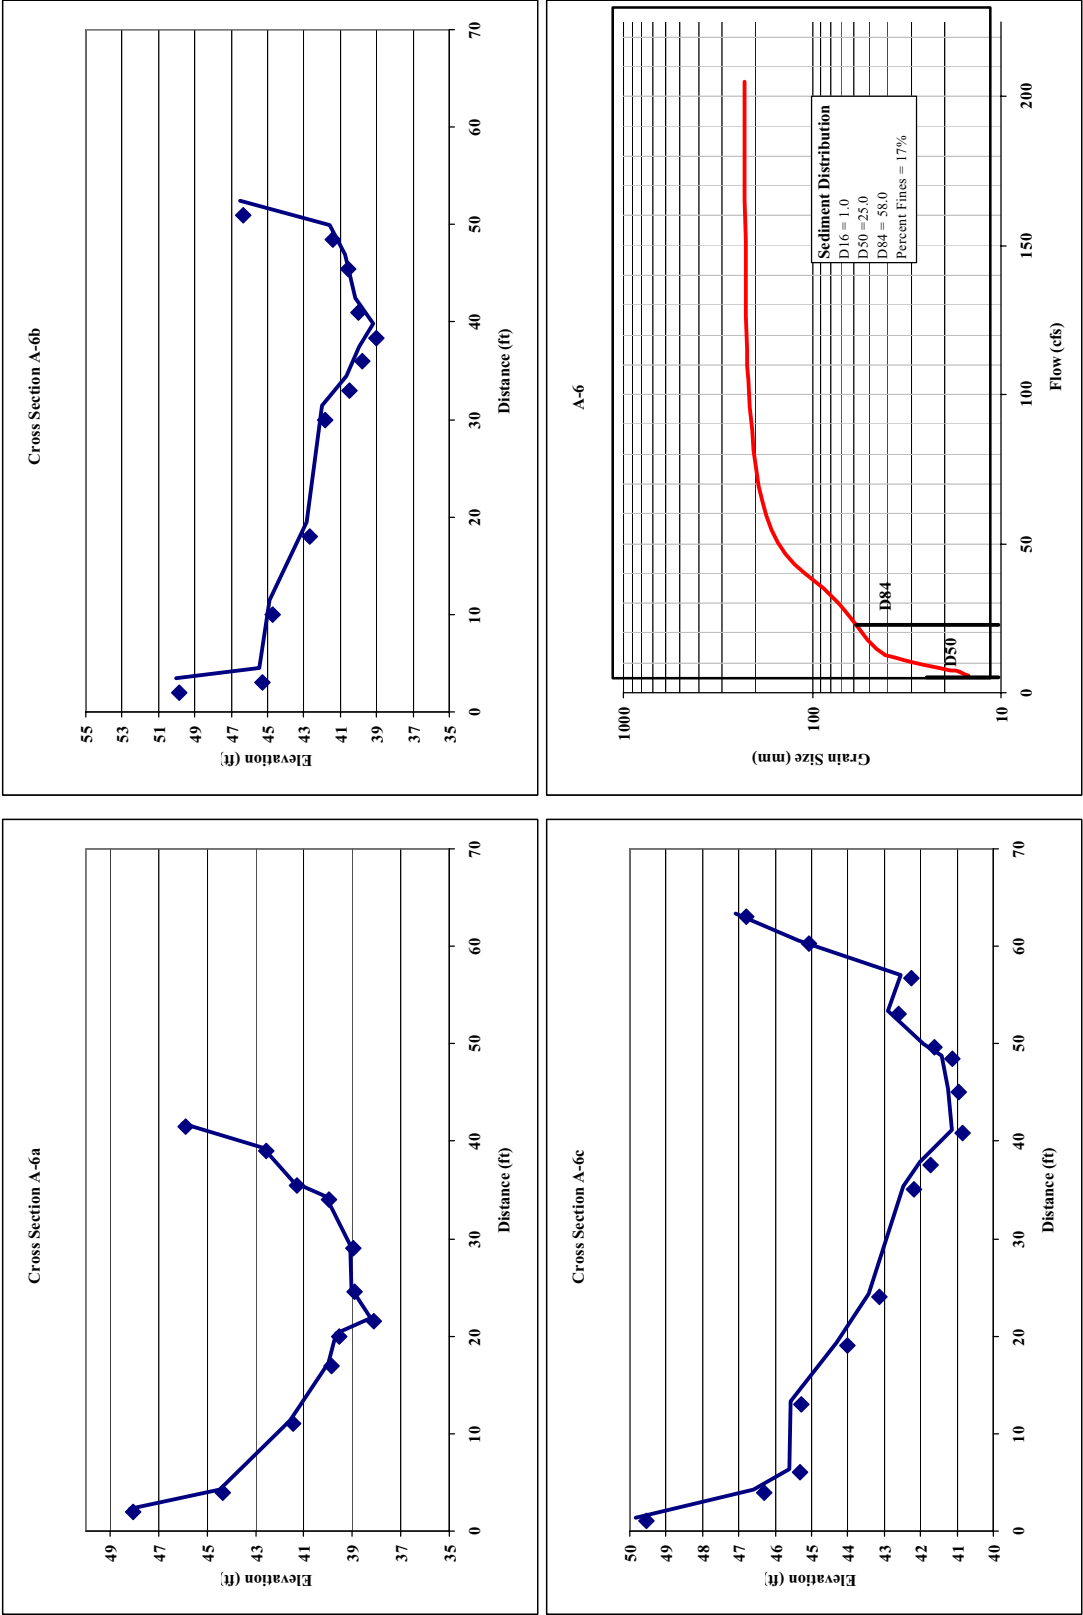 Cross Section A-6a
49
47
45
43
41
39
37
35
Elevation (ft)
0 10 20 30 40 50 60 70
Distance (ft)
Cross Section A-6b
55
53
51
49
47
45
43
41
39
37
35
Elevation (ft)
0 10 20 30 40 50 60 70
Distance (ft)
Cross Section A-6c
50
49
48
47
46
45
44
43
42
41
40
Elevation (ft)
0 10 20 30 40 50 60 70
Distance (ft)
A-6
1000
100
10
Grain Size (mm)
Sediment Distribution
D16 = 1.0
D50 =25.0
D84 = 58.0
Percent Fines = 17%
D84
D50
0 50 100 150 200
Flow (cfs)